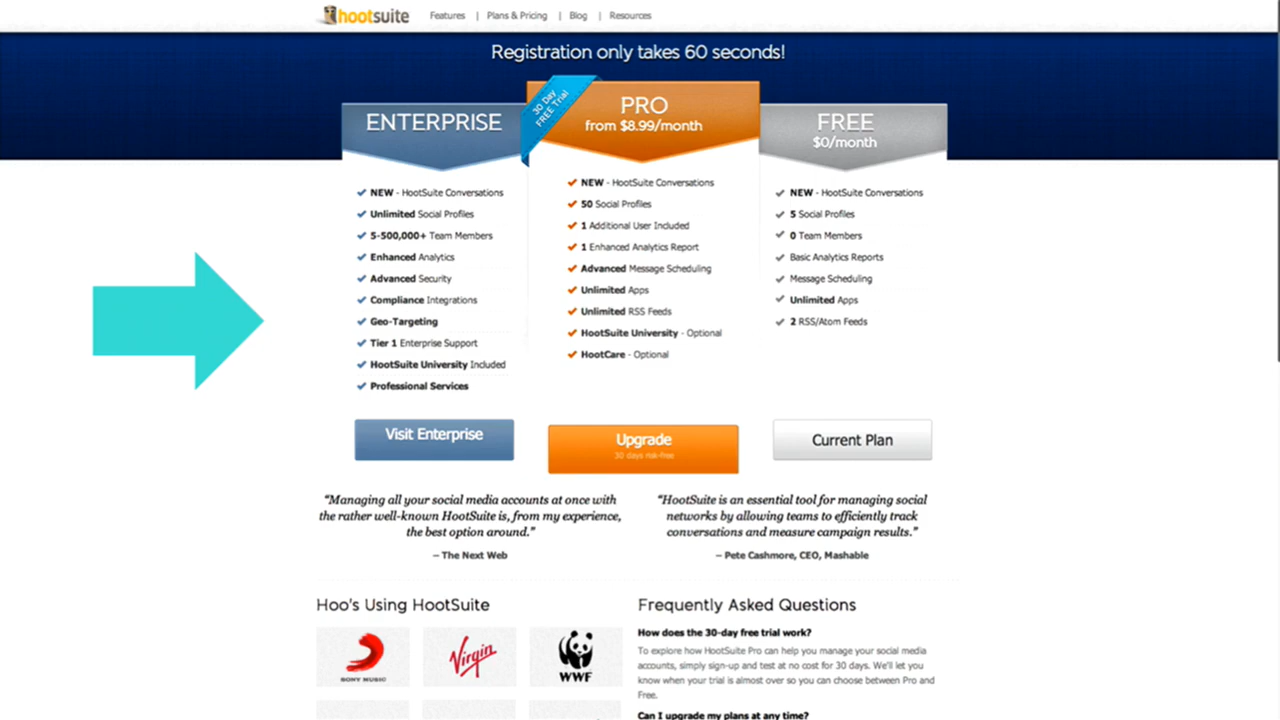 hootsuite
Features | Plans & Pricing | Blog | Resources
Registration only takes 60 seconds!
ENTERPRISE
NEW - HootSuite Conversations
Unlimited Social Profiles
5-500,000+ Team Members
Enhanced Analytics
Advanced Security
Compliance Integrations
Geo-Targeting
Tier 1 Enterprise Support
HootSuite University Included
Professional Services
Visit Enterprise
30 Day
FREE Trial
PRO
from $8.99/month
NEW - HootSuite Conversations
50 Social Profiles
1 Additional User Included
1 Enhanced Analytics Report
Advanced Message Scheduling
Unlimited Apps
Unlimited RSS Feeds
HootSuite University - Optional
HootCare - Optional
Upgrade
30 days risk-free
FREE
$0/month
NEW - HootSuite Conversations
5 Social Profiles
0 Team Members
Basic Analytics Reports
Message Scheduling
Unlimited Apps
2 RSS/Atom Feeds
Current Plan
“Managing all your social media accounts at once with
the rather well-known HootSuite is, from my experience,
the best option around.”
– The Next Web
“HootSuite is an essential tool for managing social
networks by allowing teams to efficiently track
conversations and measure campaign results.”
– Pete Cashmore, CEO, Mashable
Hoo's Using HootSuite
SONY MUSIC
Virgin
WWF
Frequently Asked Questions
How does the 30-day free trial work?
To explore how HootSuite Pro can help you manage your social media
accounts, simply sign-up and test at no cost for 30 days. We'll let you
know when your trial is almost over so you can choose between Pro and
Free.
Can I upgrade my plans at any time?